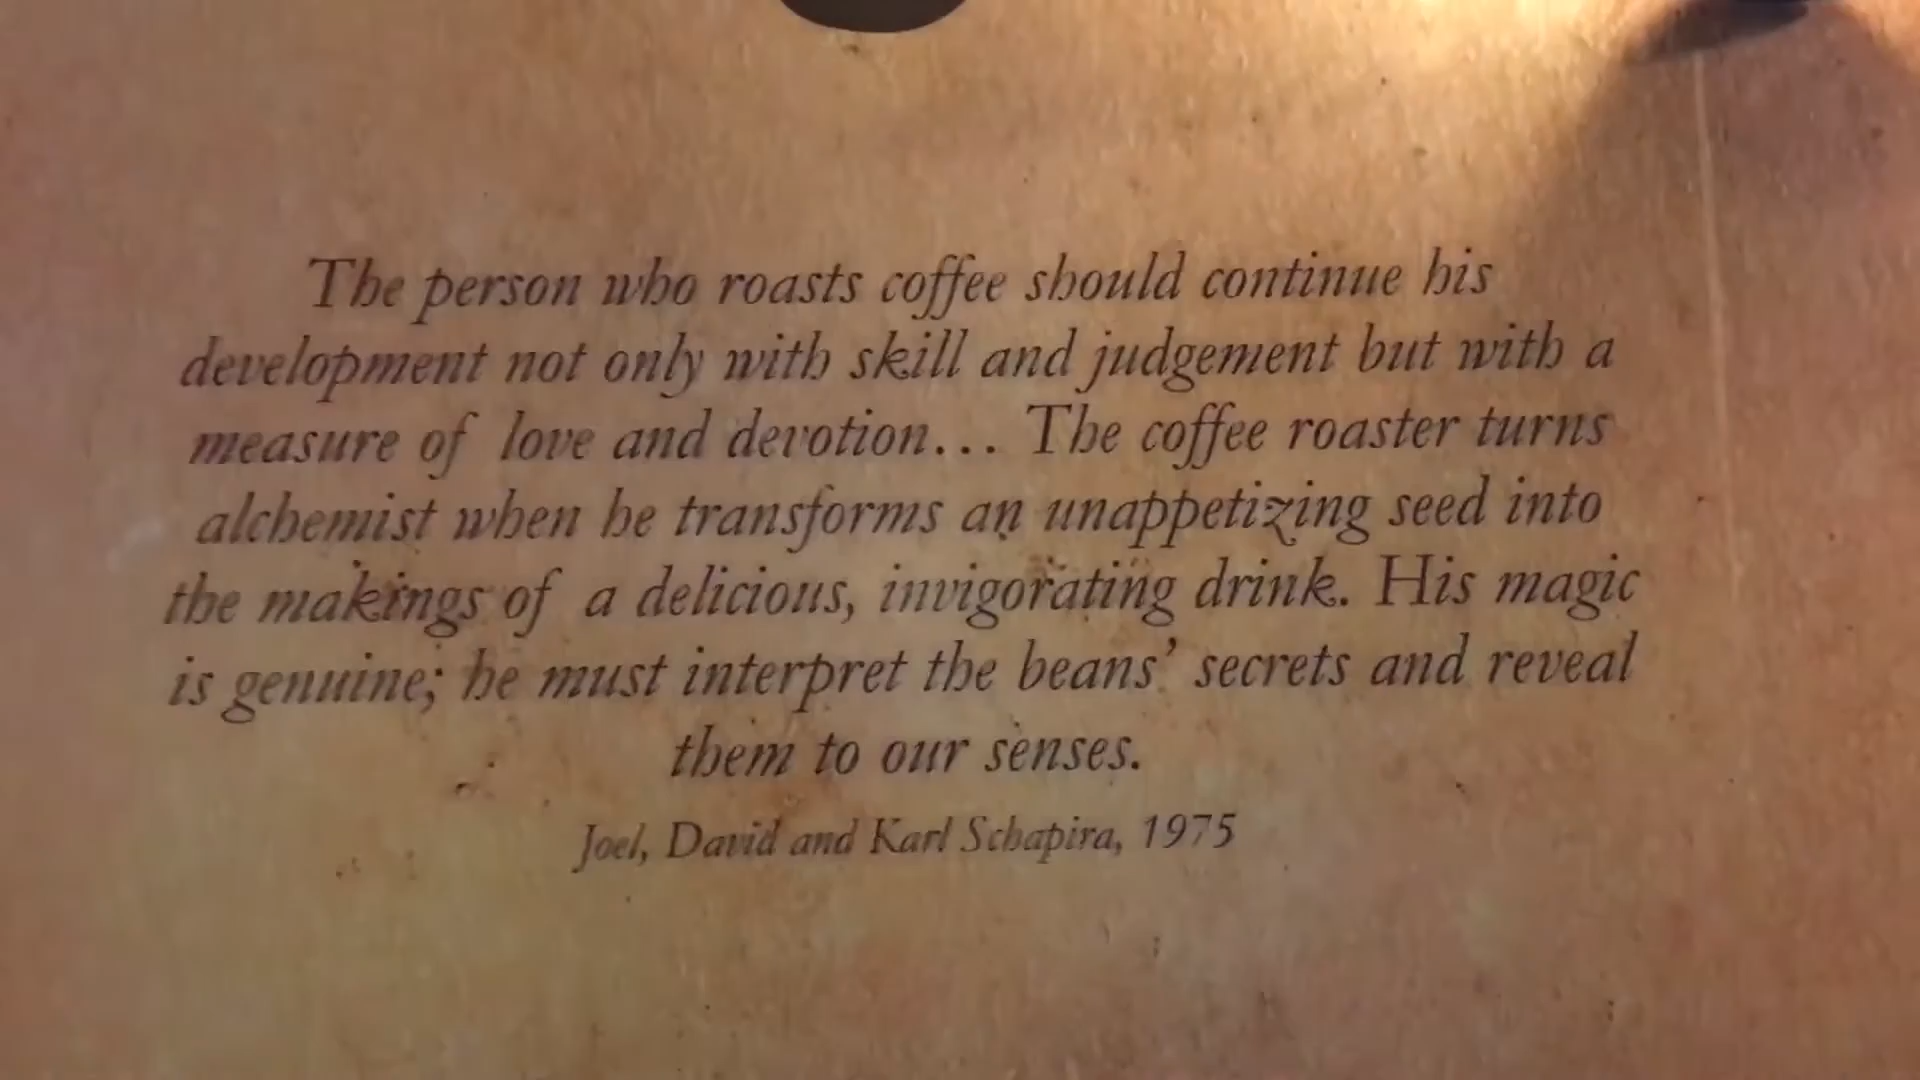 The person who roasts coffee should continue his
development not only with skill and judgement but with a
measure of love and devotion... The coffee roaster turns
alchemist when he transforms an unappetizing seed into
the makings of a delicious, invigorating drink. His magic
is genuine; he must interpret the beans’ secrets and reveal
them to our senses.
Joel, David and Karl Schapira, 1975